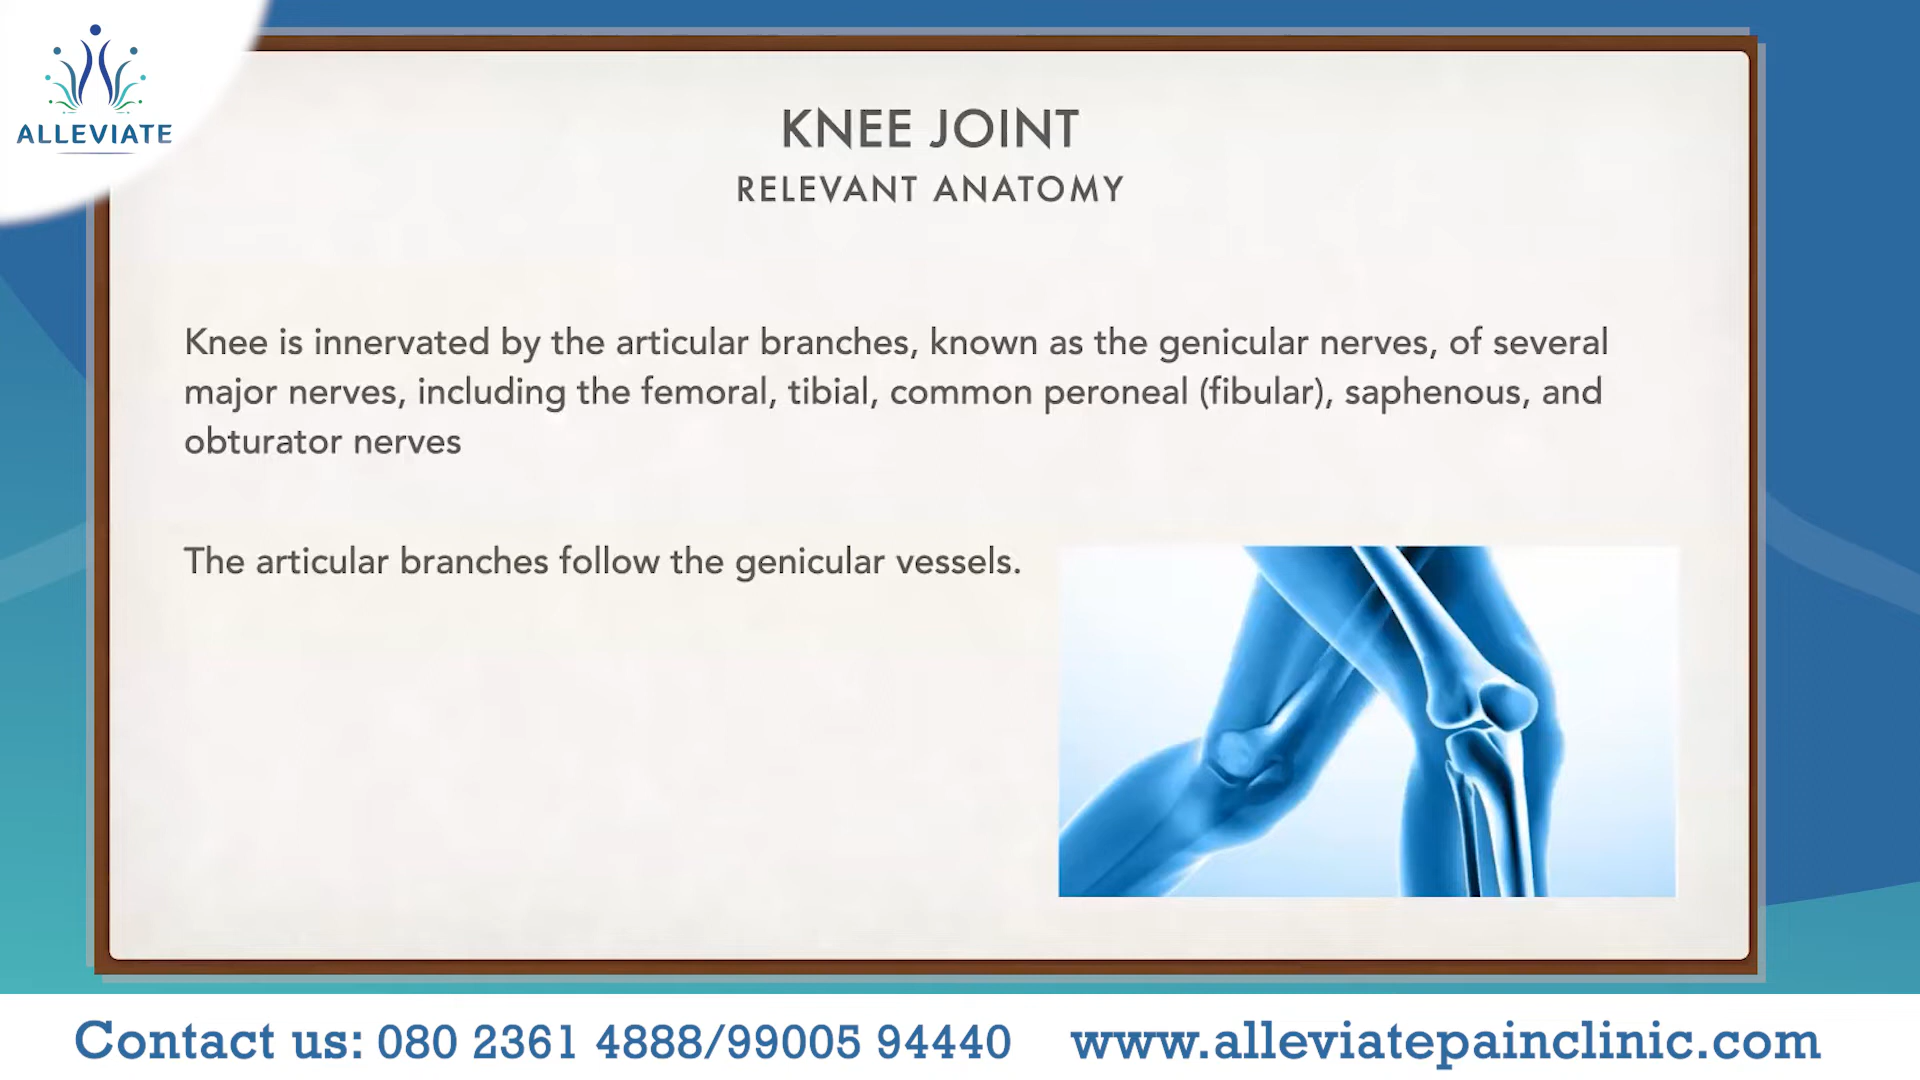 ALLEVIATE
KNEE JOINT
RELEVANT ANATOMY
Knee is innervated by the articular branches, known as the genicular nerves, of several
major nerves, including the femoral, tibial, common peroneal (fibular), saphenous, and
obturator nerves
The articular branches follow the genicular vessels.
Contact us: 080 2361 4888/99005 94440 www.alleviatepainclinic.com